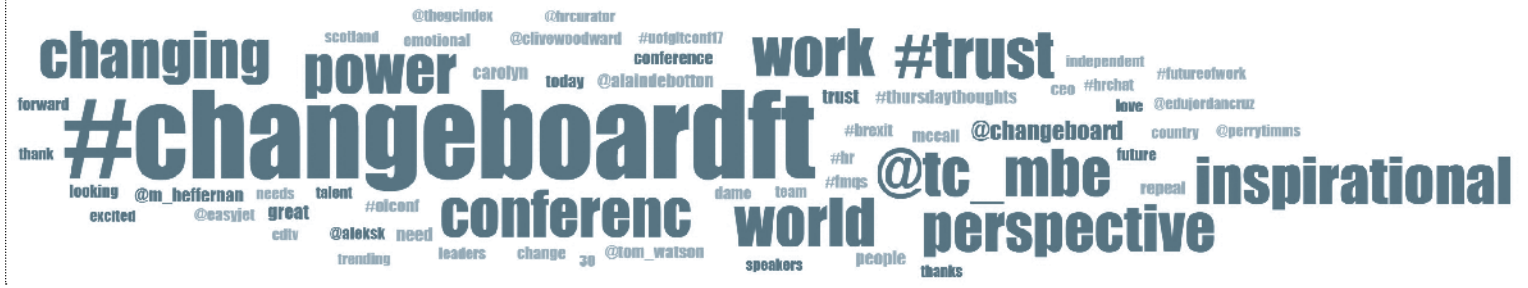 @thegcindex @hrcurator
changing scotland emotional @clivewoodward #uofgltconf17 work #trust
power carolyn today @alaindebotton conference independent #futureofwork
forward #changeboardft trust #thursdaythoughts ceo #hrchat love @edujordancruz
thank #brexit mccall @changeboard country @perrytimms
#hr @tc_mbe future inspirational
looking @m_heffernan needs talent dame team #fmqs repeal
excited @easyjet great #olconf conferenc world perspective
cdtv @aleksk need
trending leaders change 30 @tom_watson speakers people thanks